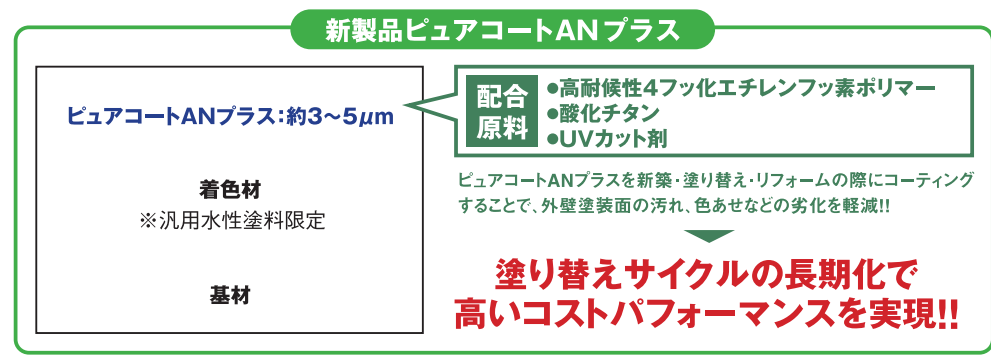 新製品ピュアコートANプラス
ピュアコートANプラス：約3～5μm
着色材
※汎用水性塗料限定
基材
配合
原料
●高耐候性4フッ化エチレンフッ素ポリマー
●酸化チタン
●UVカット剤
ピュアコートANプラスを新築・塗り替え・リフォームの際にコーティング
することで、外壁塗装面の汚れ、色あせなどの劣化を軽減!!
塗り替えサイクルの長期化で
高いコストパフォーマンスを実現!!